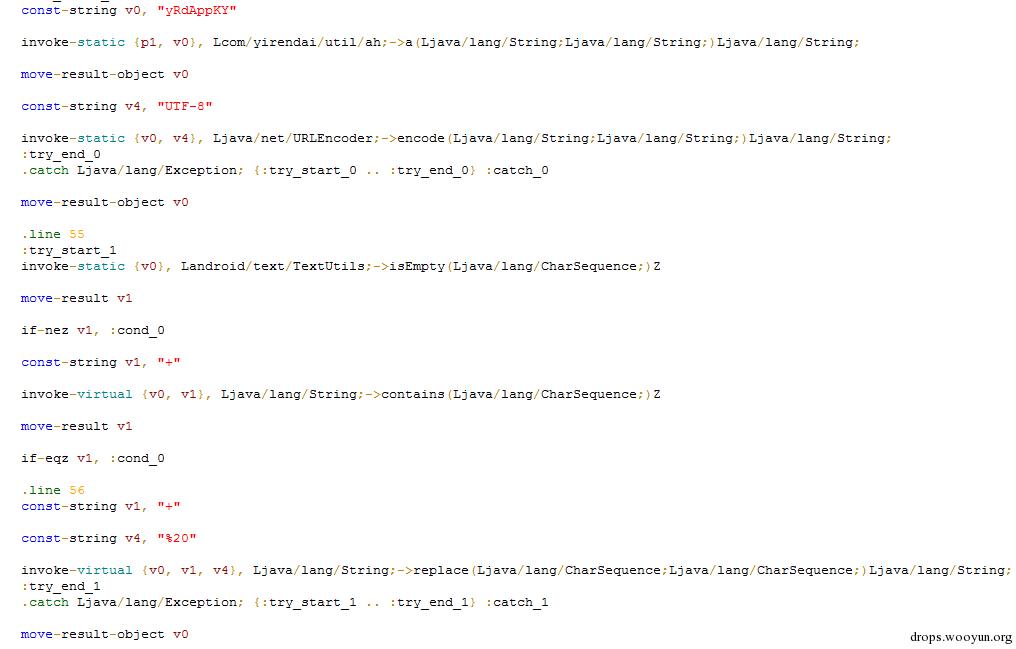 const-string v0, "yRdAppKY"
invoke-static {p1, v0}, Lcom/yirendai/util/ah;->a(Ljava/lang/String;Ljava/lang/String;)Ljava/lang/String;
move-result-object v0
const-string v4, "UTF-8"
invoke-static {v0, v4}, Ljava/net/URLEncoder;->encode(Ljava/lang/String;Ljava/lang/String;)Ljava/lang/String;
:try_end_0
.catch Ljava/lang/Exception; {:try_start_0 .. :try_end_0} :catch_0
move-result-object v0
.line 55
:try_start_1
invoke-static {v0}, Landroid/text/TextUtils;->isEmpty(Ljava/lang/CharSequence;)Z
move-result v1
if-nez v1, :cond_0
const-string v1, "+"
invoke-virtual {v0, v1}, Ljava/lang/String;->contains(Ljava/lang/CharSequence;)Z
move-result v1
if-eqz v1, :cond_0
.line 56
const-string v1, "+"
const-string v4, "%20"
invoke-virtual {v0, v1, v4}, Ljava/lang/String;->replace(Ljava/lang/CharSequence;Ljava/lang/CharSequence;)Ljava/lang/String;
:try_end_1
.catch Ljava/lang/Exception; {:try_start_1 .. :try_end_1} :catch_1
move-result-object v0
drops.wooyun.org